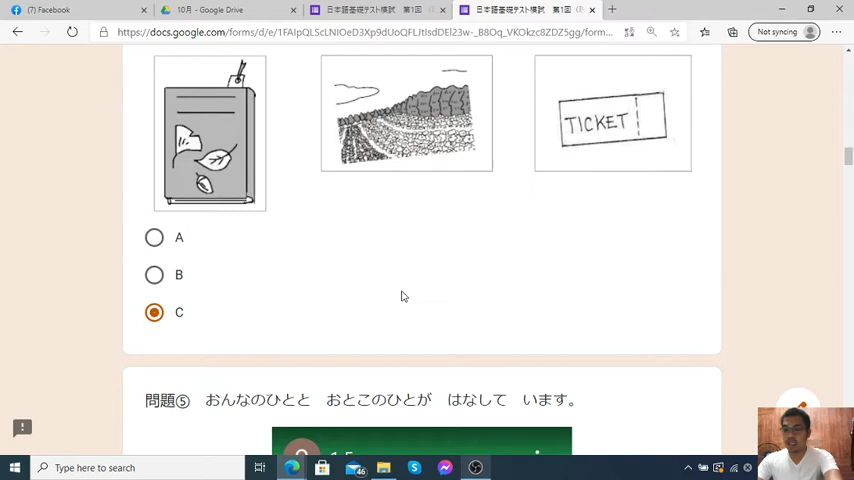 (7) Facebook
10月 - Google Drive
日本語基礎テスト模試 第1回
日本語基礎テスト模試 第1回
https://docs.google.com/forms/d/e/1FAIpQLScLNIOeD3Xp9dUoQFLJtIsdDEl23w-_B8Oq_VKOkzc8ZDZ5gg/form...
Not syncing
TICKET
A
B
C
問題⑤ おんなのひとと おとこのひとが はなして います。
Type here to search
46